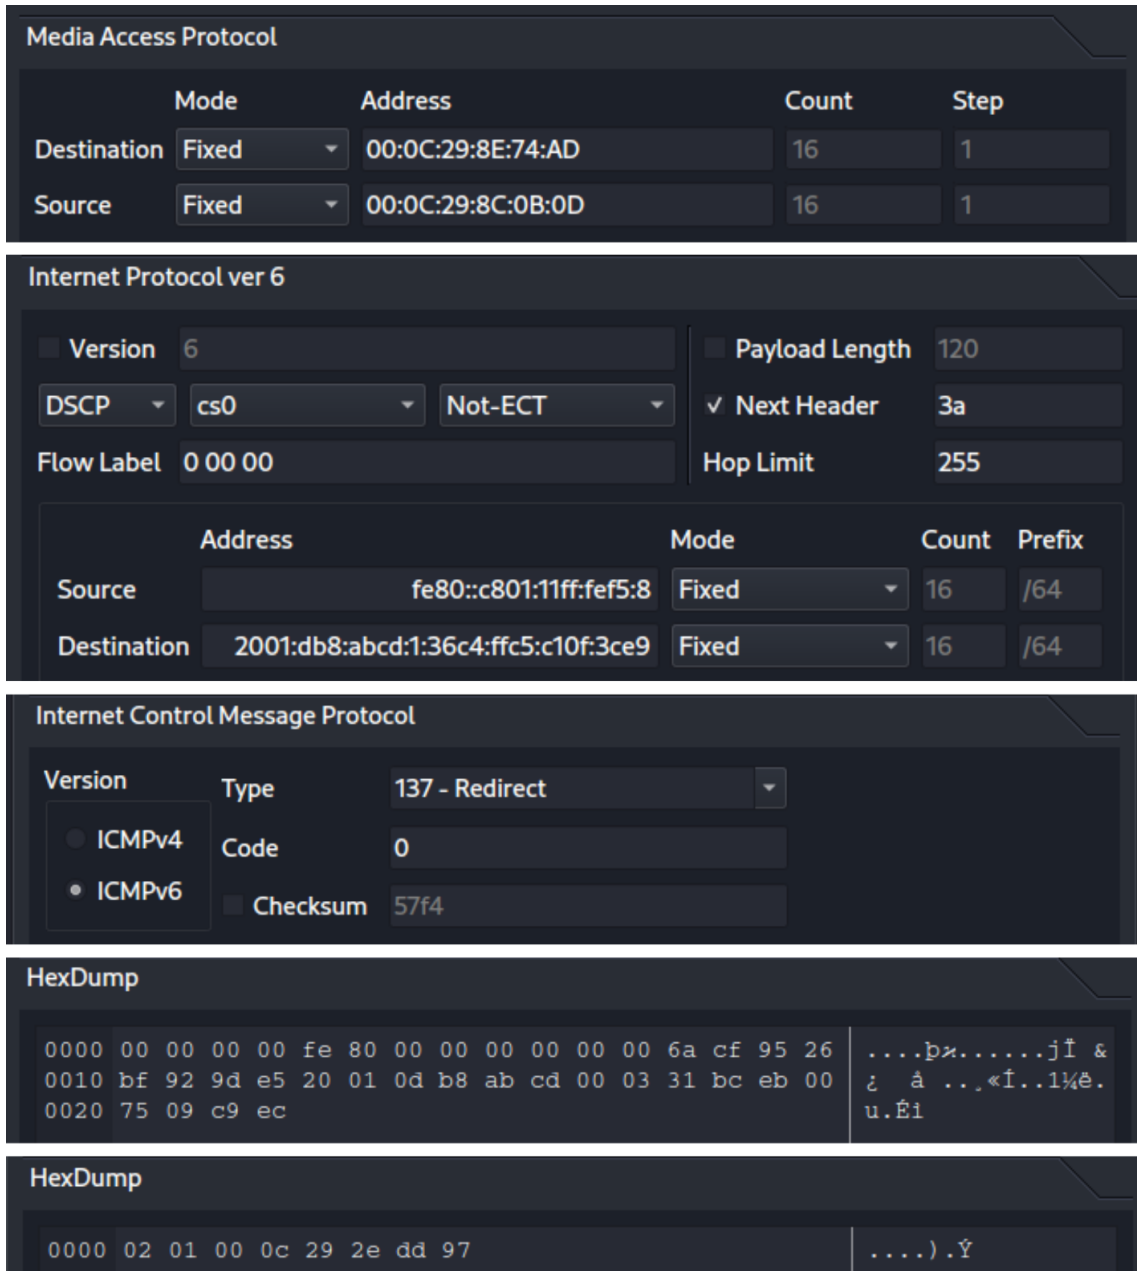 Media Access Protocol
Mode Address Count Step
Destination Fixed 00:0C:29:8E:74:AD 16 1
Source Fixed 00:0C:29:8C:0B:0D 16 1
Internet Protocol ver 6
Version 6 Payload Length 120
DSCP cs0 Not-ECT Next Header 3a
Flow Label 0 00 00 Hop Limit 255
Address Mode Count Prefix
Source fe80::c801:11ff:fef5:8 Fixed 16 /64
Destination 2001:db8:abcd:1:36c4:ffc5:c10f:3ce9 Fixed 16 /64
Internet Control Message Protocol
Version Type 137 - Redirect
ICMPv4 Code 0
ICMPv6 Checksum 57f4
HexDump
0000 00 00 00 00 fe 80 00 00 00 00 00 00 6a cf 95 26 ....þ ......jÏ &
0010 bf 92 9d e5 20 01 0d b8 ab cd 00 03 31 bc eb 00 ¿ å ..¸«Í..1¼ë.
0020 75 09 c9 ec u.Éì
HexDump
0000 02 01 00 0c 29 2e dd 97 ....).Ý